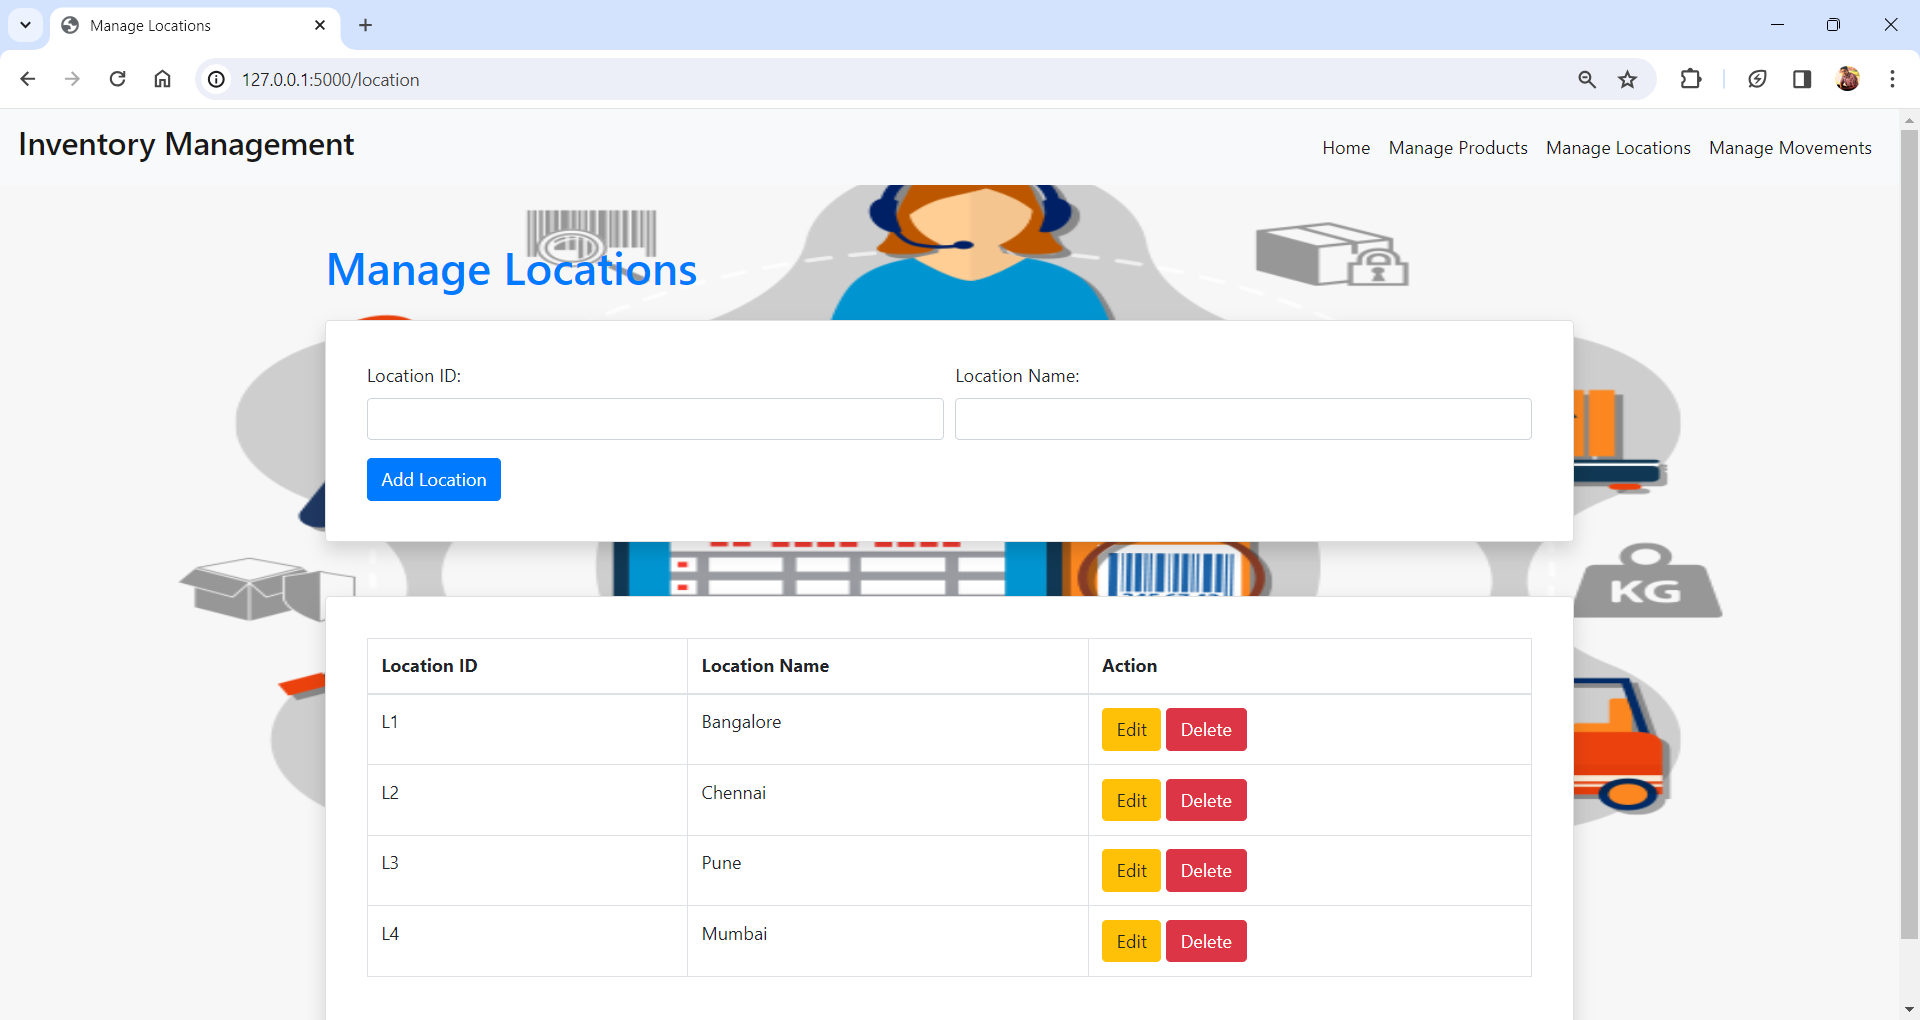 Manage Locations
127.0.0.1:5000/location
Inventory Management
Home Manage Products Manage Locations Manage Movements
Manage Locations
Location ID: Location Name:
Add Location
KG
Location ID Location Name Action
L1 Bangalore Edit Delete
L2 Chennai Edit Delete
L3 Pune Edit Delete
L4 Mumbai Edit Delete